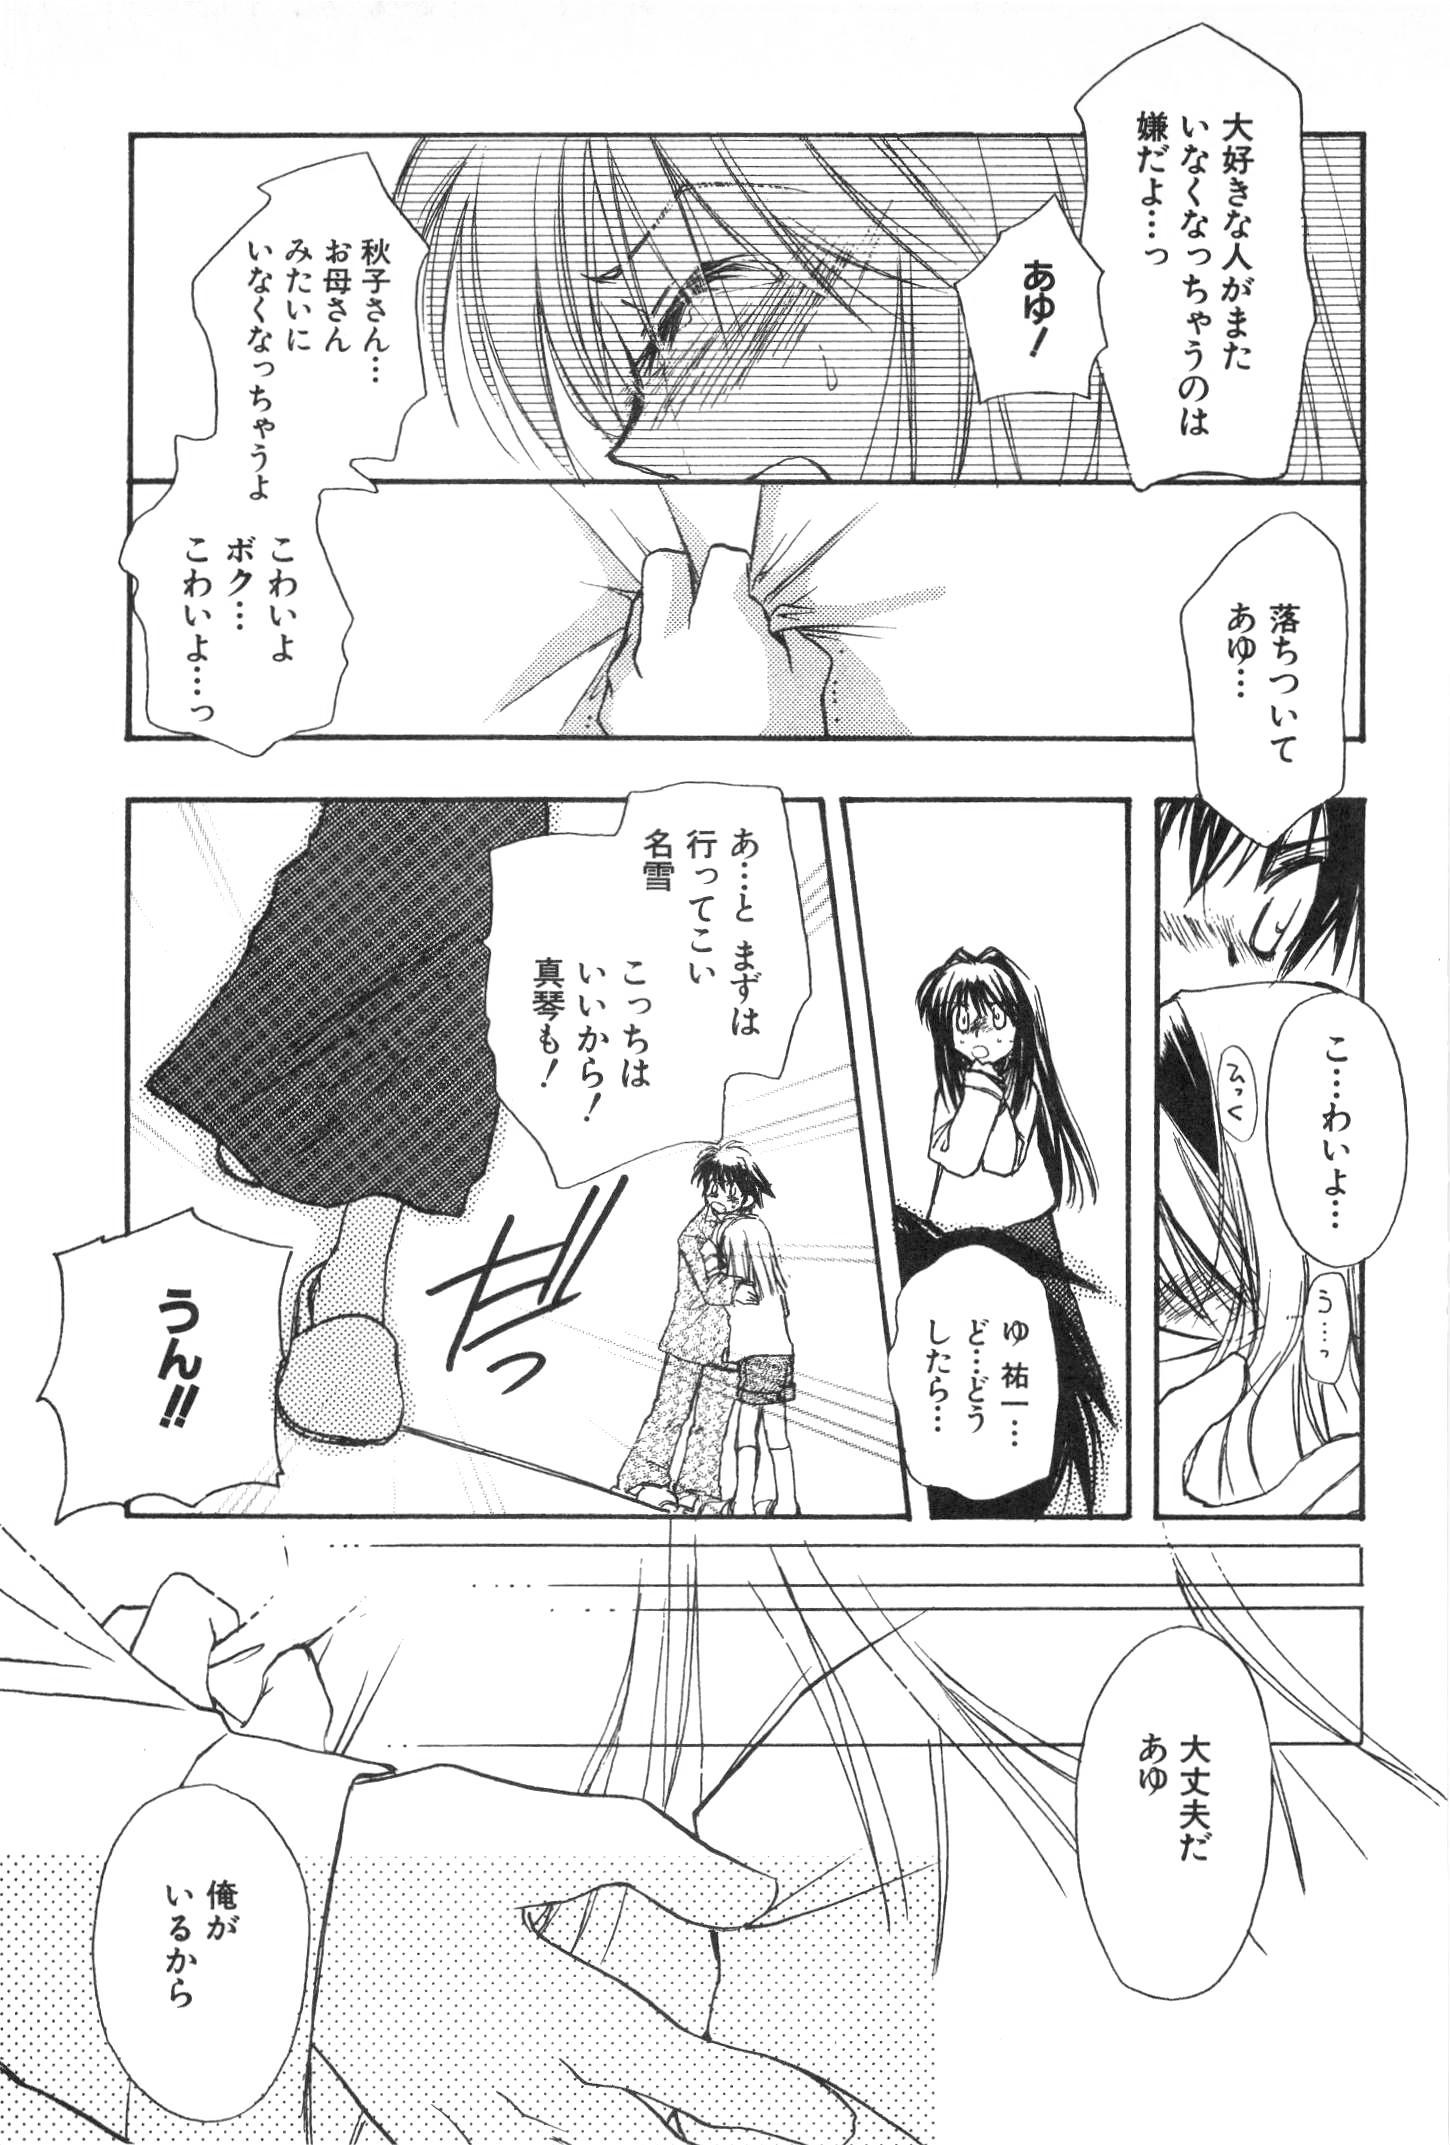 大好きな人がまた
いなくなっちゃうのは
嫌だよ…っ
あゆ!
秋子さん…
お母さん
みたいに
いなくなっちゃうよ
こわいよ
ボク…
こわいよ……っ
落ちついて
あゆ…
こ……わいよ…
ひっく
う……っ
ゆ 祐一…
ど…どう
したら…
あ…と まずは
行ってこい
名雪
こっちは
いいから!
真琴も!
ギュッ
うん!!
大丈夫だ
あゆ
俺が
いるから